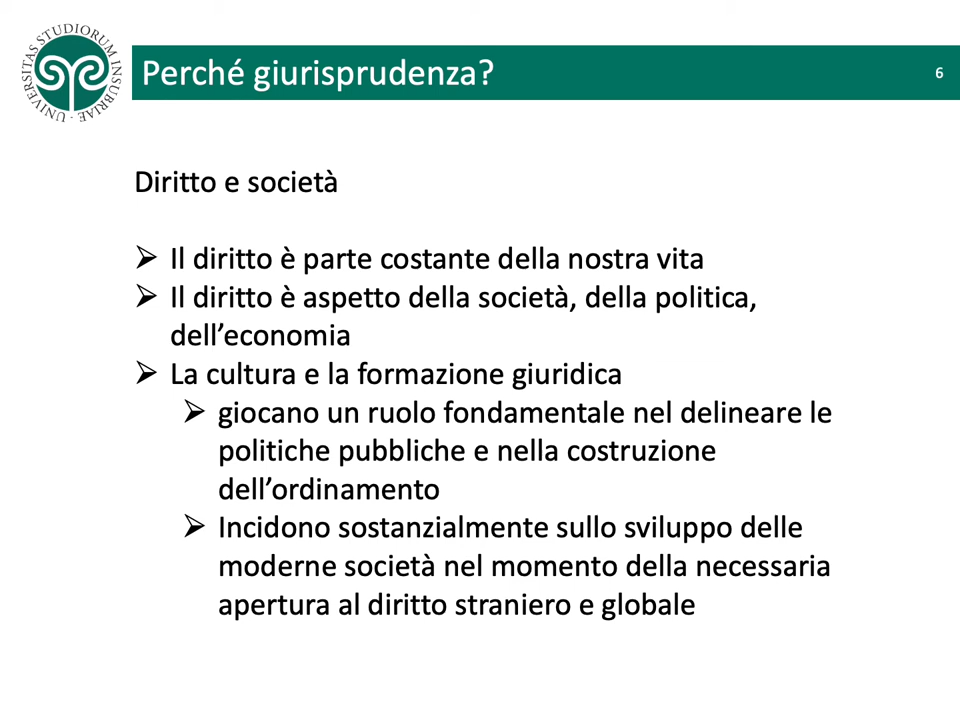 UNIVERSITAS STUDIORUM INSUBRIAE
Perché giurisprudenza?
6
Diritto e società
➢ Il diritto è parte costante della nostra vita
➢ Il diritto è aspetto della società, della politica,
dell’economia
➢ La cultura e la formazione giuridica
➢ giocano un ruolo fondamentale nel delineare le
politiche pubbliche e nella costruzione
dell’ordinamento
➢ Incidono sostanzialmente sullo sviluppo delle
moderne società nel momento della necessaria
apertura al diritto straniero e globale